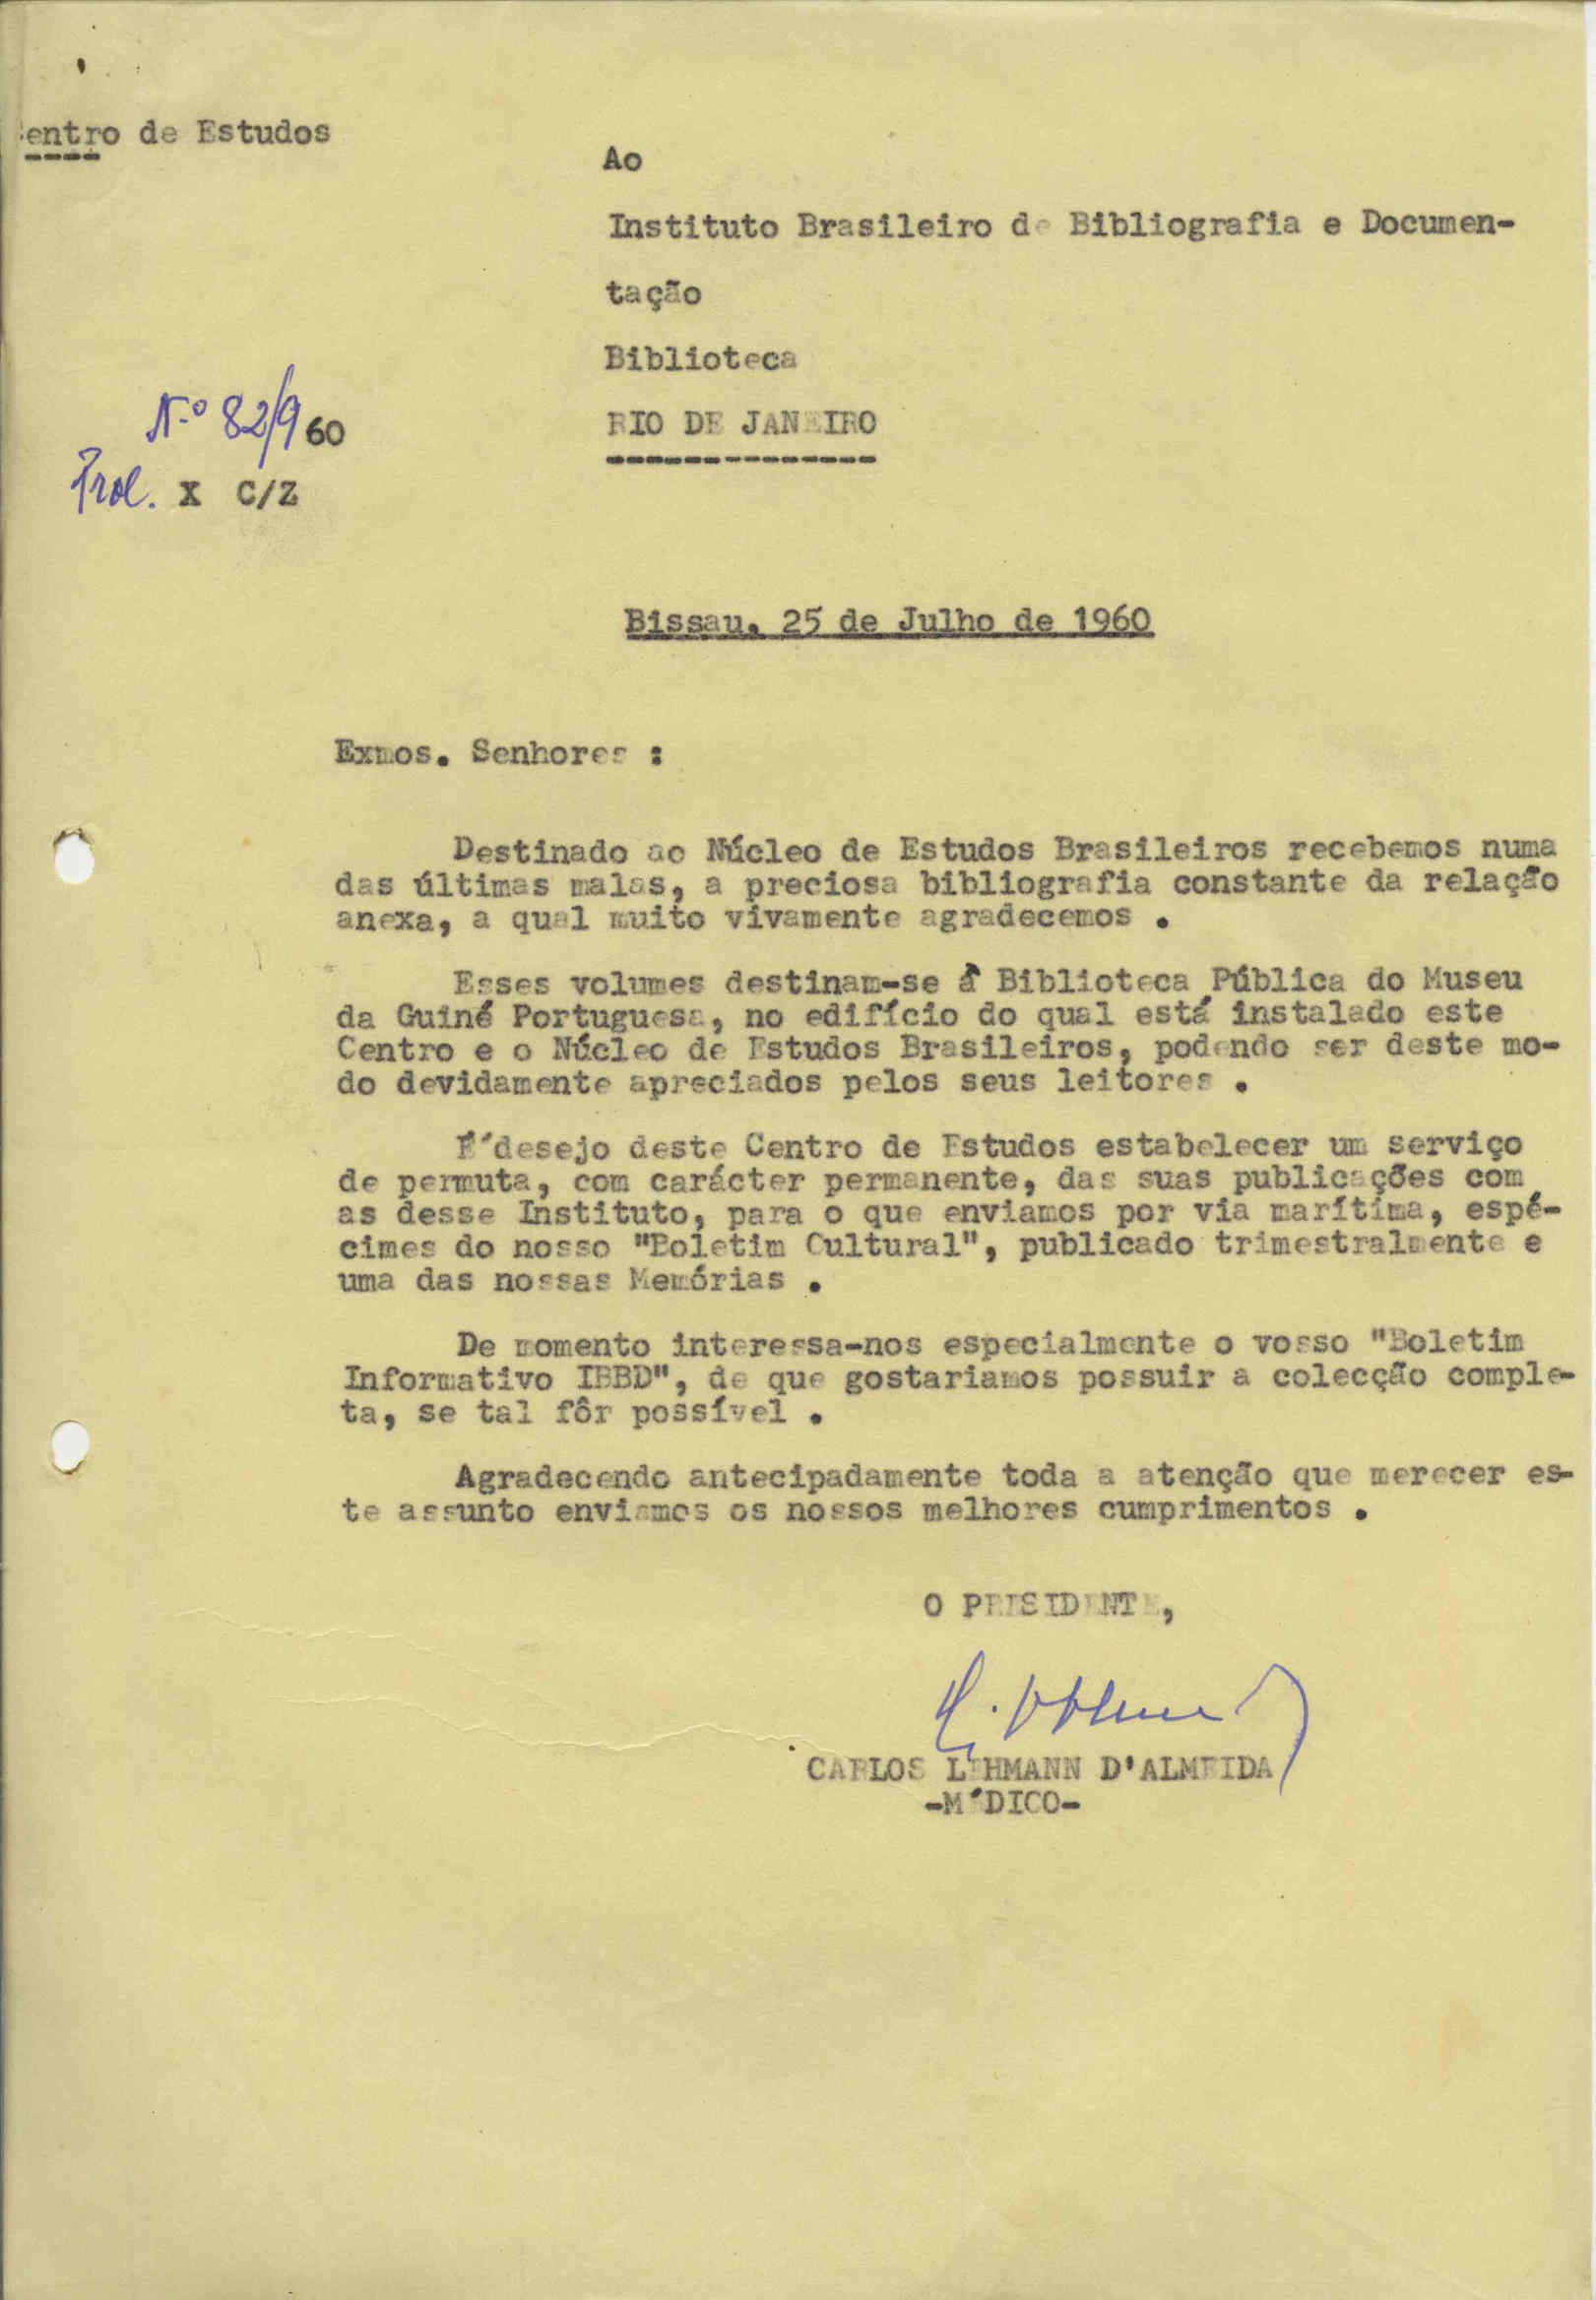 entro de Estudos
Ao
Instituto Brasileiro de Bibliografia e Documen-
tação
Biblioteca
RIO DE JANEIRO
N.º 82/960
Prol. X C/Z
Bissau, 25 de Julho de 1960
Exmos. Senhores :
Destinado ao Núcleo de Estudos Brasileiros recebemos numa
das últimas malas, a preciosa bibliografia constante da relação
anexa, a qual muito vivamente agradecemos .
Esses volumes destinam-se à Biblioteca Pública do Museu
da Guiné Portuguesa, no edifício do qual está instalado este
Centro e o Núcleo de Estudos Brasileiros, podendo ser deste mo-
do devidamente apreciados pelos seus leitores .
É desejo deste Centro de Estudos estabelecer um serviço
de permuta, com carácter permanente, das suas publicações com
as desse Instituto, para o que enviamos por via marítima, espé-
cimes do nosso "Boletim Cultural", publicado trimestralmente e
uma das nossas Memórias .
De momento interessa-nos especialmente o vosso "Boletim
Informativo IBBD", de que gostariamos possuir a colecção comple-
ta, se tal fôr possível .
Agradecendo antecipadamente toda a atenção que merecer es-
te assunto enviamos os nossos melhores cumprimentos .
O PRESIDENTE,
CARLOS LEHMANN D'ALMEIDA
-MÉDICO-